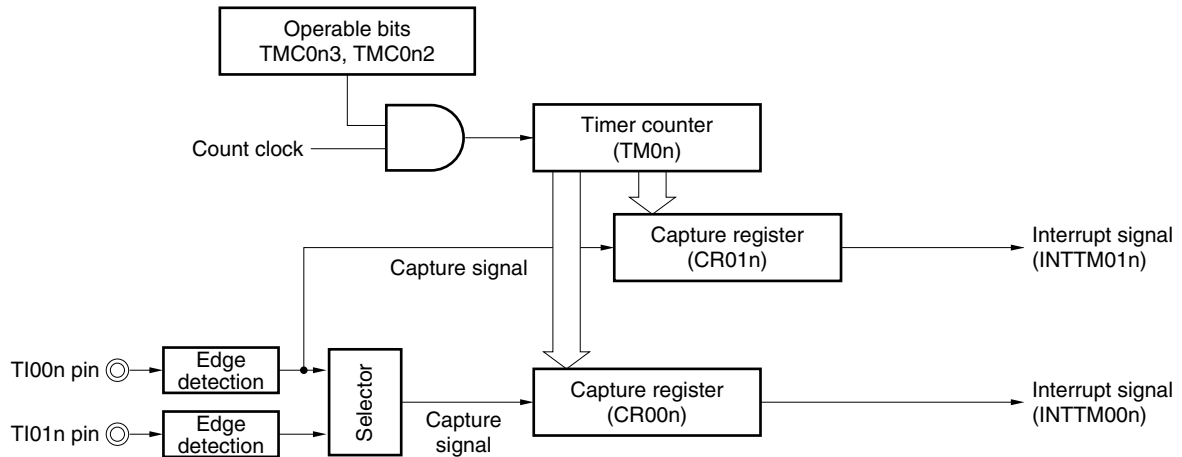 Operable bits
TMC0n3, TMC0n2
Count clock
Timer counter
(TM0n)
Capture register
(CR01n)
Interrupt signal
(INTTM01n)
Capture signal
TI00n pin
Edge
detection
Selector
Capture register
(CR00n)
Interrupt signal
(INTTM00n)
TI01n pin
Edge
detection
Capture
signal